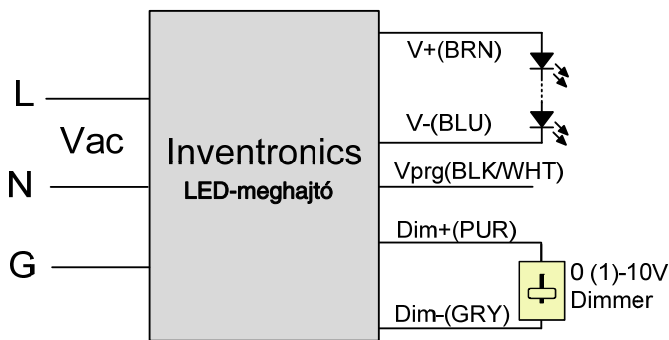 L
Vac
N
G
Inventronics
LED-meghajtó
V+(BRN)
V-(BLU)
Vprg(BLK/WHT)
Dim+(PUR)
Dim-(GRY)
0 (1)-10V
Dimmer